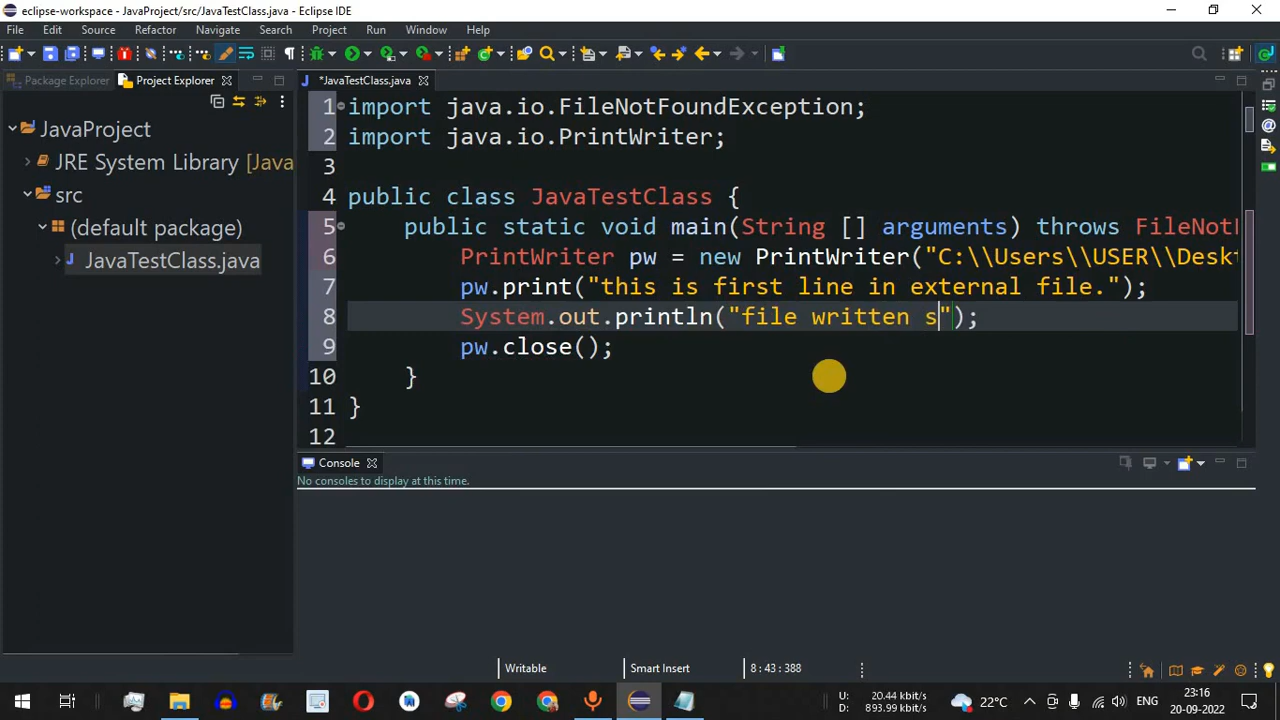 eclipse-workspace - JavaProject/src/JavaTestClass.java - Eclipse IDE
File Edit Source Refactor Navigate Search Project Run Window Help
Package Explorer Project Explorer *JavaTestClass.java
JavaProject
JRE System Library [Java
src
(default package)
JavaTestClass.java
1 import java.io.FileNotFoundException;
2 import java.io.PrintWriter;
3
4 public class JavaTestClass {
5 public static void main(String [] arguments) throws FileNot
6 PrintWriter pw = new PrintWriter("C:\\Users\\USER\\Deskt
7 pw.print("this is first line in external file.");
8 System.out.println("file written s");
9 pw.close();
10 }
11 }
12
Console
No consoles to display at this time.
Writable Smart Insert 8 : 43 : 388
U: 20.44 kbit/s
D: 893.99 kbit/s
22°C
ENG
23:16
20-09-2022